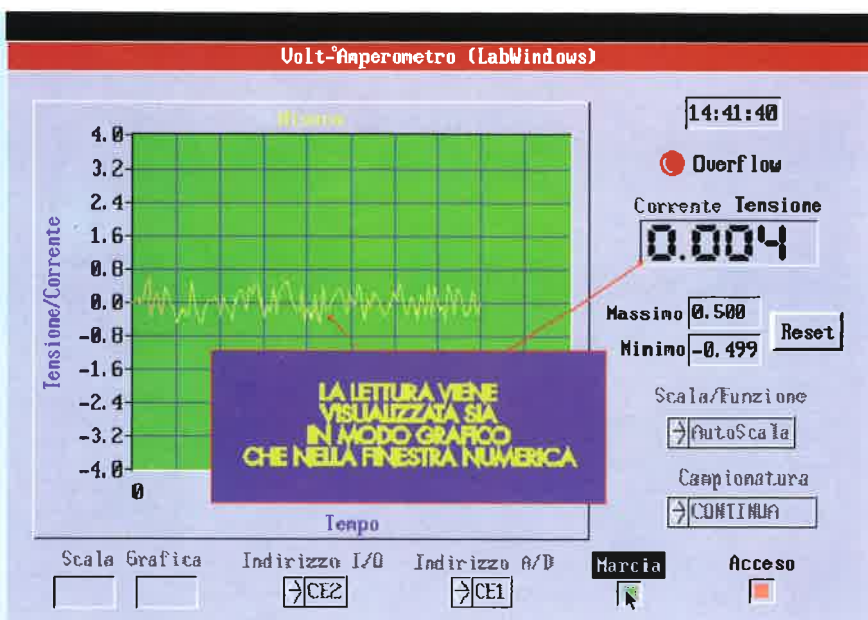 Volt-Amperometro (LabWindows)
Misura
14:41:40
Overflow
Corrente Tensione
0.004
4.0
3.2
2.4
1.6
0.8
0.0
-0.8
-1.6
-2.4
-3.2
-4.0
0
Tensione/Corrente
Tempo
LA LETTURA VIENE
VISUALIZZATA SIA
IN MODO GRAFICO
CHE NELLA FINESTRA NUMERICA
Massimo 0.500
Minimo -0.499
Reset
Scala/Funzione
AutoScala
Campionatura
CONTINUA
Scala Grafica
Indirizzo I/O
CE2
Indirizzo A/D
CE1
Marcia
Acceso